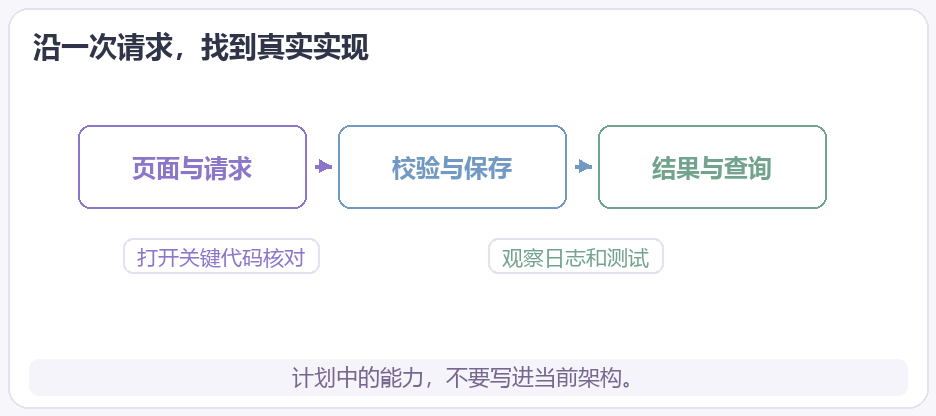 沿一次请求，找到真实实现
页面与请求
校验与保存
结果与查询
打开关键代码核对
观察日志和测试
计划中的能力，不要写进当前架构。